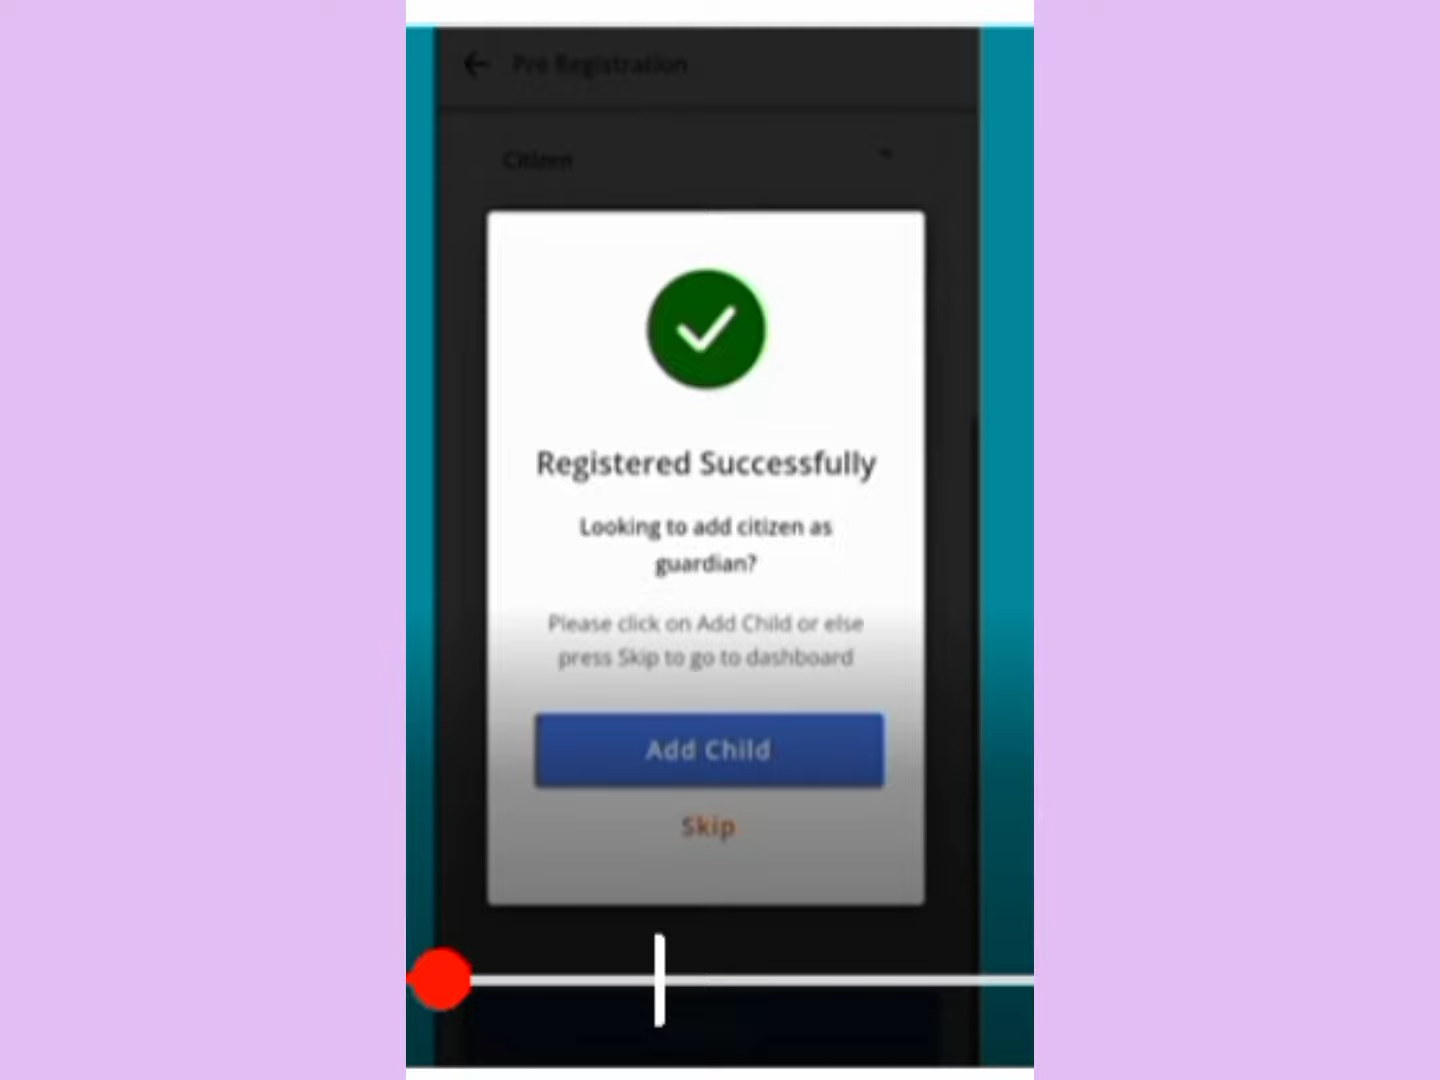 Pre Registration
Citizen
Registered Successfully
Looking to add citizen as
guardian?
Please click on Add Child or else
press Skip to go to dashboard
Add Child
Skip